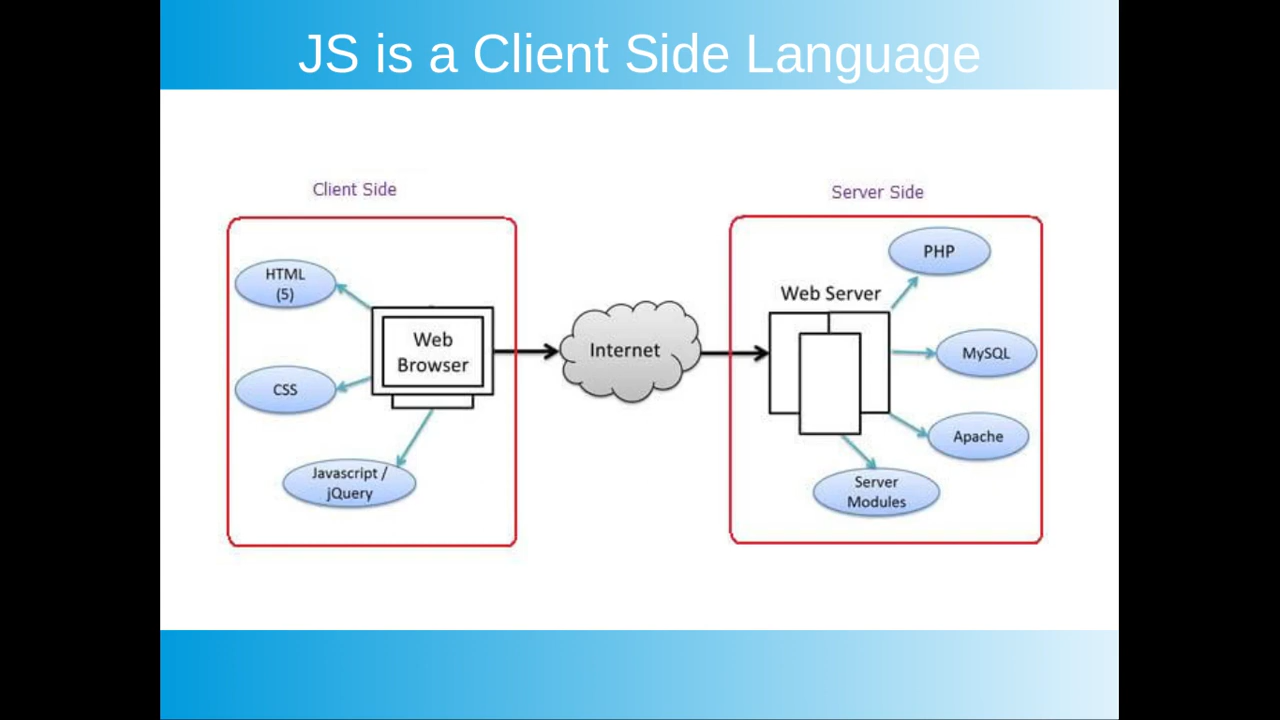 JS is a Client Side Language
Client Side
HTML
(5)
CSS
Javascript /
jQuery
Web
Browser
Internet
Server Side
Web Server
PHP
MySQL
Apache
Server
Modules